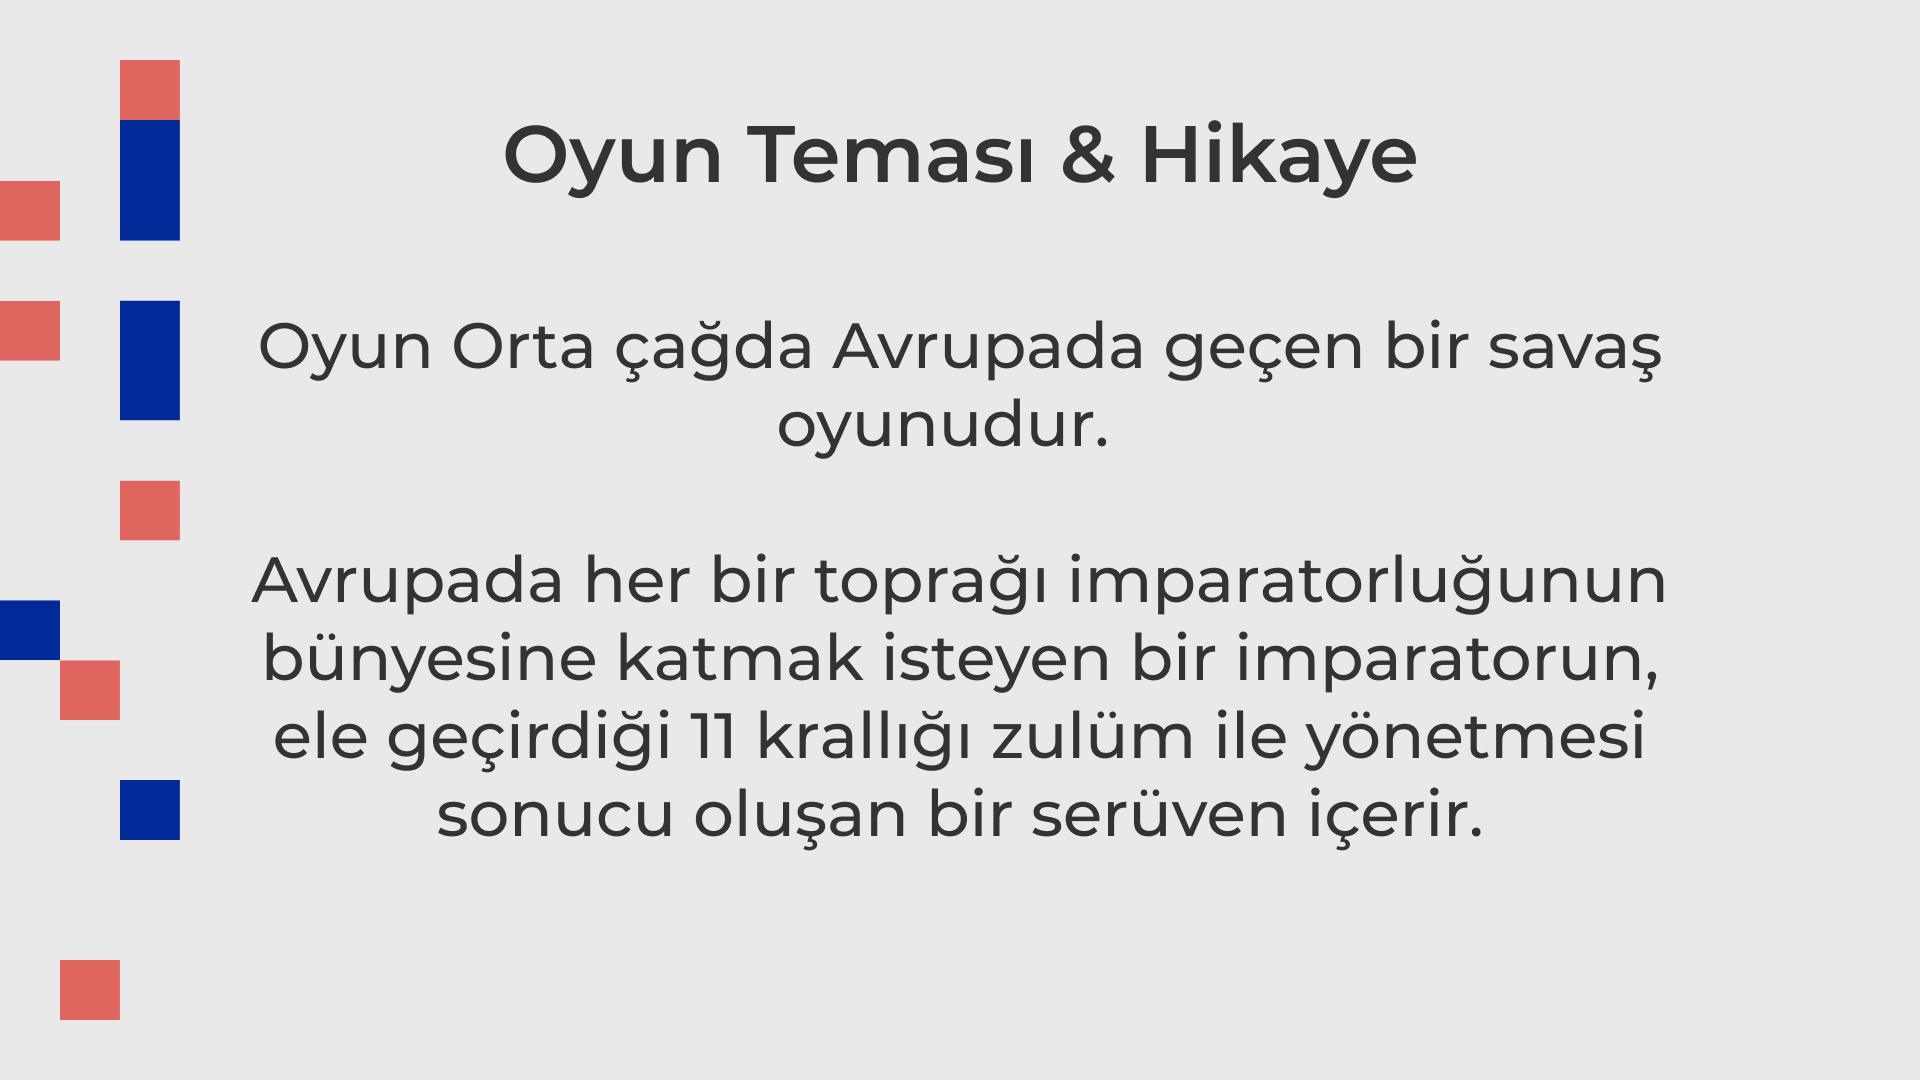 Oyun Teması & Hikaye
Oyun Orta çağda Avrupada geçen bir savaş
oyunudur.
Avrupada her bir toprağı imparatorluğunun
bünyesine katmak isteyen bir imparatorun,
ele geçirdiği 11 krallığı zulüm ile yönetmesi
sonucu oluşan bir serüven içerir.